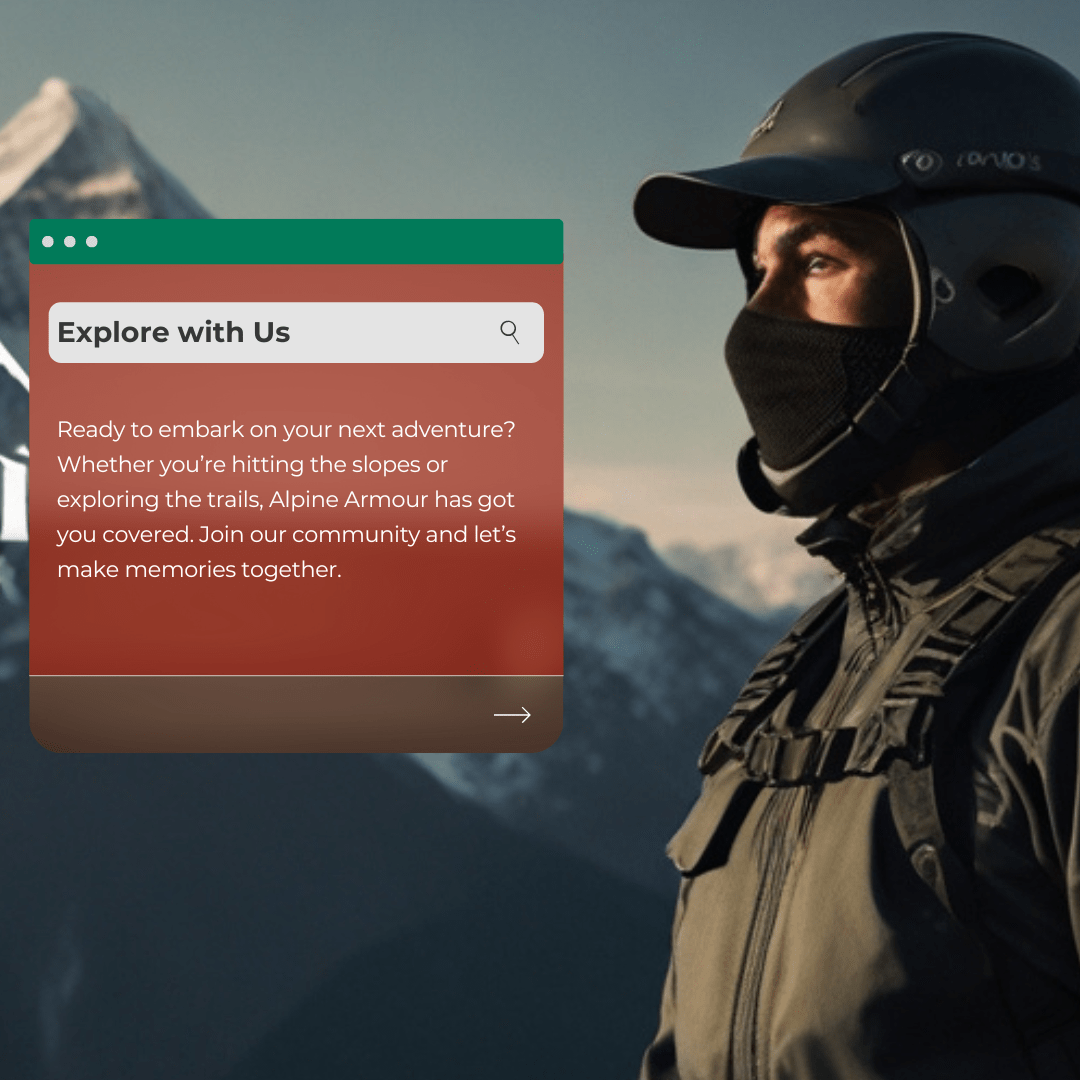 Explore with Us
Ready to embark on your next adventure?
Whether you’re hitting the slopes or
exploring the trails, Alpine Armour has got
you covered. Join our community and let’s
make memories together.